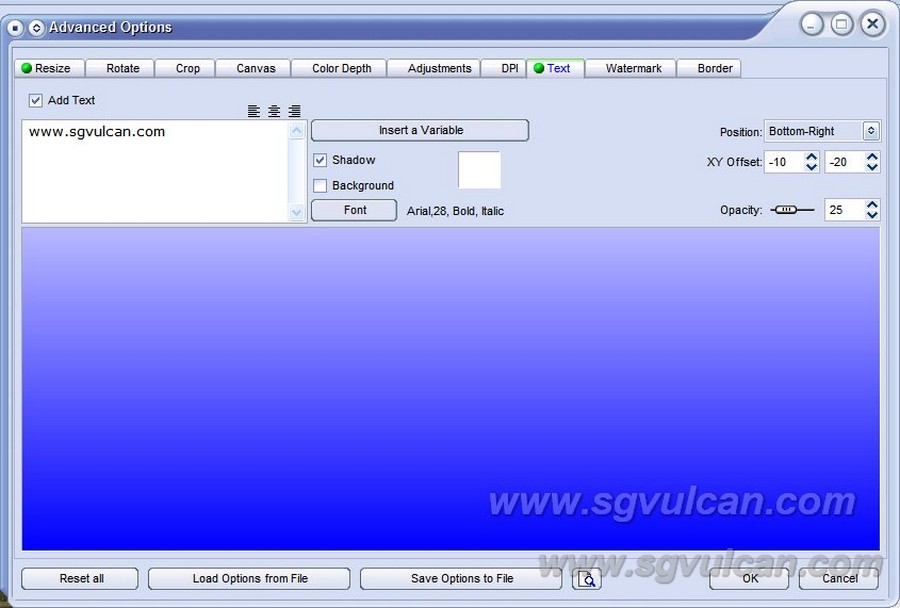 Advanced Options
Resize Rotate Crop Canvas Color Depth Adjustments DPI Text Watermark Border
Add Text
www.sgvulcan.com
Insert a Variable
Shadow
Background
Font Arial,28, Bold, Italic
Position: Bottom-Right
XY Offset: -10 -20
Opacity: 25
www.sgvulcan.com
Reset all Load Options from File Save Options to File OK Cancel
www.sgvulcan.com